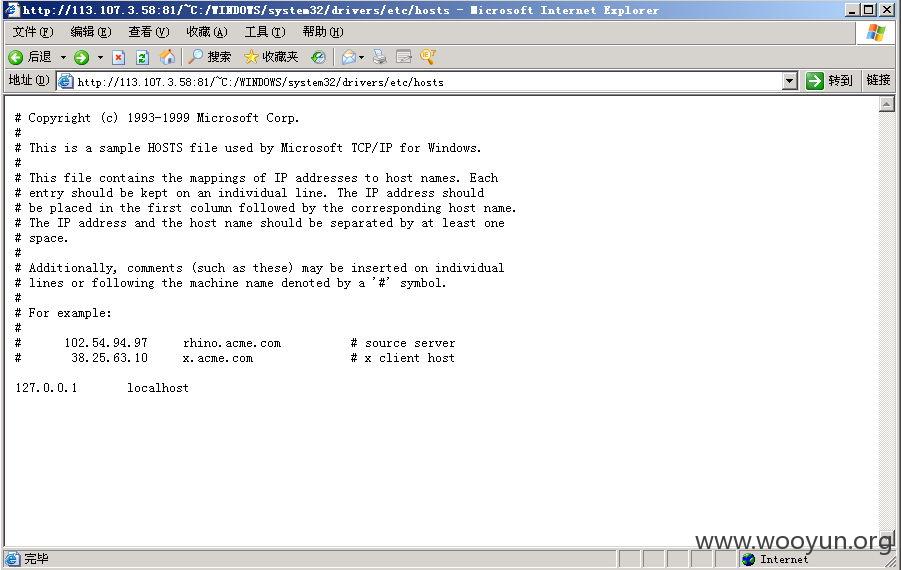 http://113.107.3.58:81/~C:/WINDOWS/system32/drivers/etc/hosts - Microsoft Internet Explorer
文件(F) 编辑(E) 查看(V) 收藏(A) 工具(T) 帮助(H)
后退 搜索 收藏夹
地址(D) http://113.107.3.58:81/~C:/WINDOWS/system32/drivers/etc/hosts 转到 链接
# Copyright (c) 1993-1999 Microsoft Corp.
#
# This is a sample HOSTS file used by Microsoft TCP/IP for Windows.
#
# This file contains the mappings of IP addresses to host names. Each
# entry should be kept on an individual line. The IP address should
# be placed in the first column followed by the corresponding host name.
# The IP address and the host name should be separated by at least one
# space.
#
# Additionally, comments (such as these) may be inserted on individual
# lines or following the machine name denoted by a '#' symbol.
#
# For example:
#
#      102.54.94.97     rhino.acme.com          # source server
#       38.25.63.10     x.acme.com              # x client host
127.0.0.1       localhost
www.wooyun.org
完毕 Internet